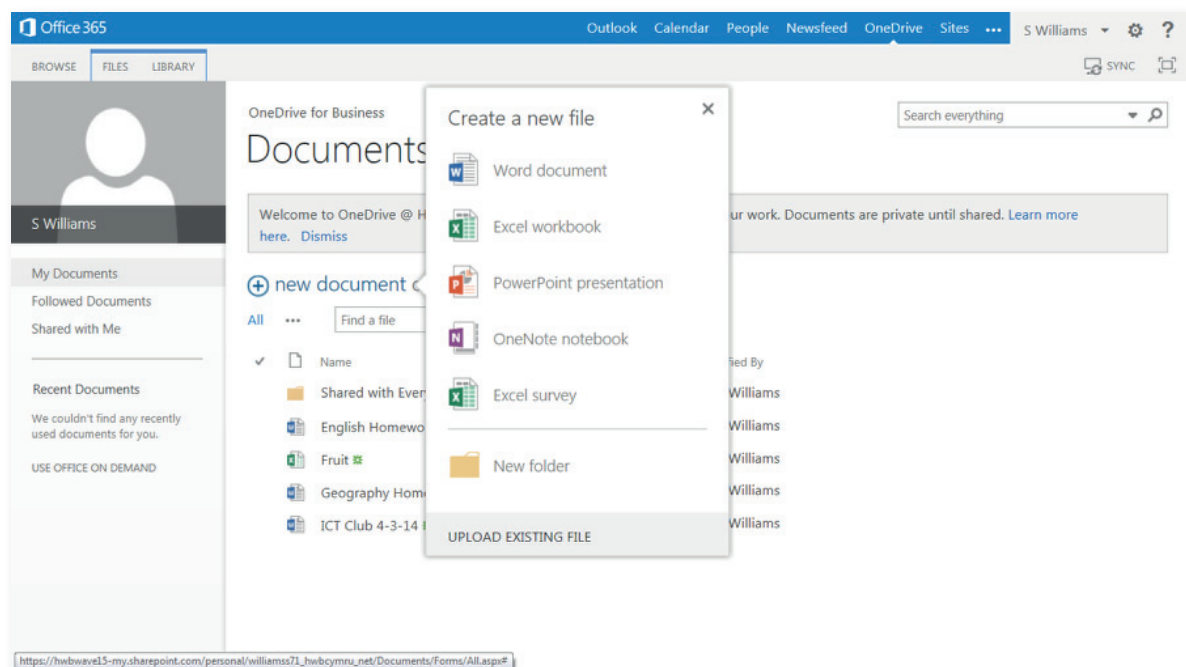 Office 365
Outlook Calendar People Newsfeed OneDrive Sites ••• S Williams ?
BROWSE FILES LIBRARY
SYNC
OneDrive for Business
Documents
Search everything
S Williams
Welcome to OneDrive @ H
ur work. Documents are private until shared. Learn more
here. Dismiss
My Documents
Followed Documents
Shared with Me
Recent Documents
We couldn't find any recently
used documents for you.
USE OFFICE ON DEMAND
new document
All ••• Find a file
Name
fied By
Shared with Ever
Williams
English Homewo
Williams
Fruit
Williams
Geography Hom
Williams
ICT Club 4-3-14
Williams
Create a new file
Word document
Excel workbook
PowerPoint presentation
OneNote notebook
Excel survey
New folder
UPLOAD EXISTING FILE
https://hwbwave15-my.sharepoint.com/personal/williamss71_hwbcymru_net/Documents/Forms/All.aspx#